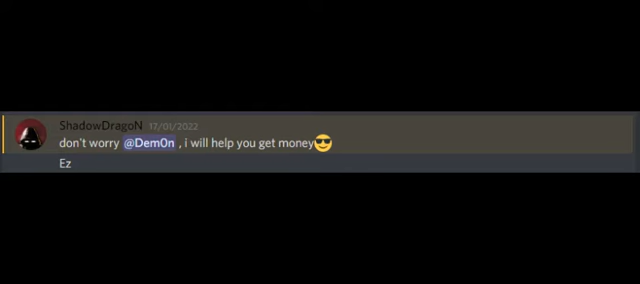 ShadowDragoN 17/01/2022
don't worry @Dem0n , i will help you get money😎
Ez